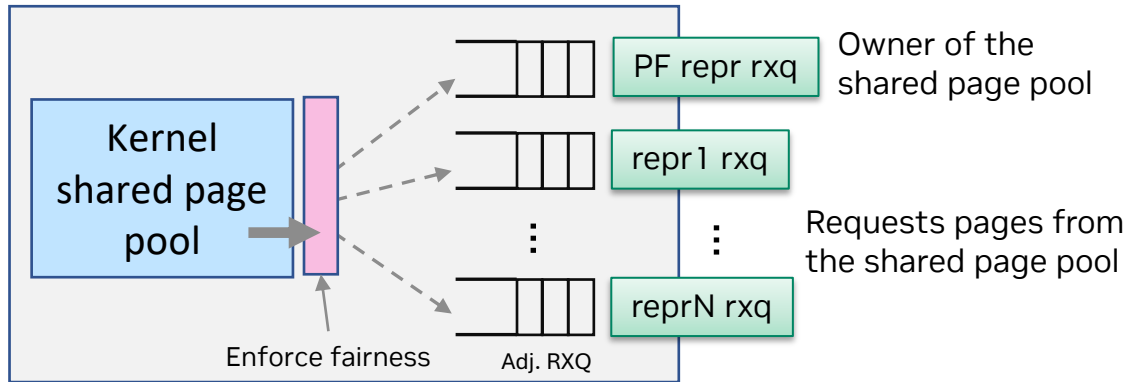 PF repr rxq
Owner of the
shared page pool
Kernel
shared page
pool
repr1 rxq
Requests pages from
the shared page pool
reprN rxq
Enforce fairness
Adj. RXQ